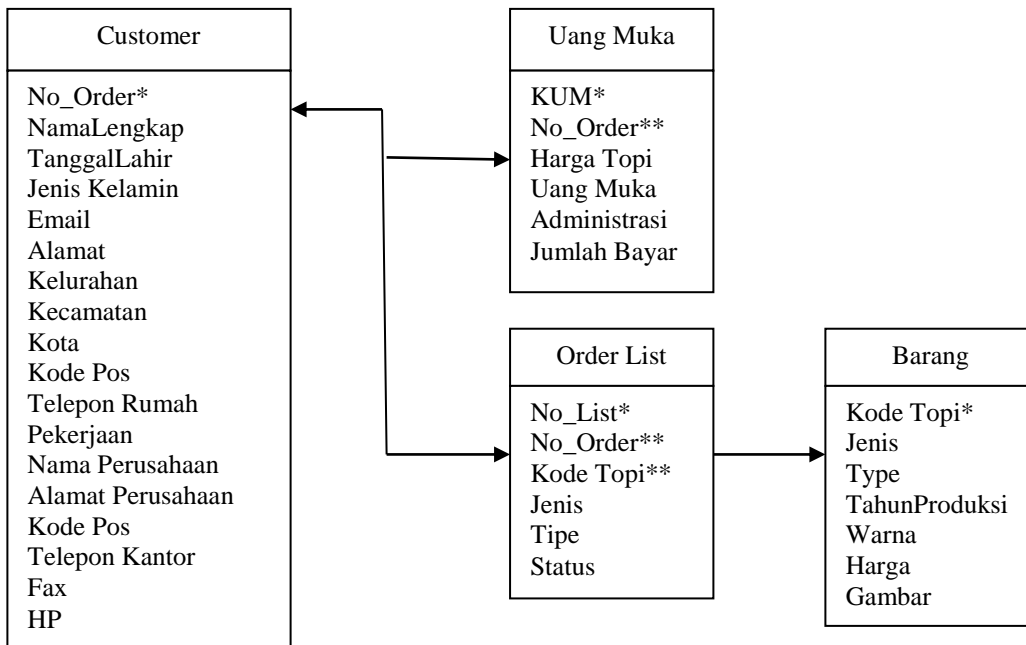 Customer
No_Order*
NamaLengkap
TanggalLahir
Jenis Kelamin
Email
Alamat
Kelurahan
Kecamatan
Kota
Kode Pos
Telepon Rumah
Pekerjaan
Nama Perusahaan
Alamat Perusahaan
Kode Pos
Telepon Kantor
Fax
HP
Uang Muka
KUM*
No_Order**
Harga Topi
Uang Muka
Administrasi
Jumlah Bayar
Order List
No_List*
No_Order**
Kode Topi**
Jenis
Tipe
Status
Barang
Kode Topi*
Jenis
Type
TahunProduksi
Warna
Harga
Gambar